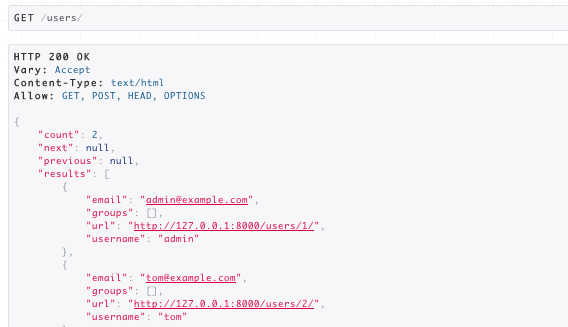 GET /users/
HTTP 200 OK
Vary: Accept
Content-Type: text/html
Allow: GET, POST, HEAD, OPTIONS
{
"count": 2,
"next": null,
"previous": null,
"results": [
{
"email": "admin@example.com",
"groups": [],
"url": "http://127.0.0.1:8000/users/1/",
"username": "admin"
},
{
"email": "tom@example.com",
"groups": [],
"url": "http://127.0.0.1:8000/users/2/",
"username": "tom"
}